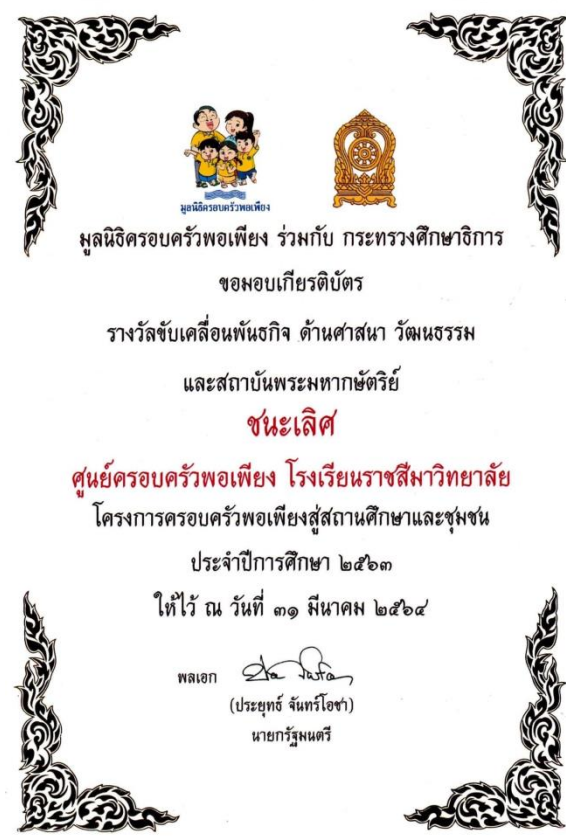 มูลนิธิครอบครัวพอเพียง
มูลนิธิครอบครัวพอเพียง ร่วมกับ กระทรวงศึกษาธิการ
ขอมอบเกียรติบัตร
รางวัลขับเคลื่อนพันธกิจ ด้านศาสนา วัฒนธรรม
และสถาบันพระมหากษัตริย์
ชนะเลิศ
ศูนย์ครอบครัวพอเพียง โรงเรียนราชสีมาวิทยาลัย
โครงการครอบครัวพอเพียงสู่สถานศึกษาและชุมชน
ประจำปีการศึกษา ๒๕๖๓
ให้ไว้ ณ วันที่ ๓๑ มีนาคม ๒๕๖๔
พลเอก
(ประยุทธ์ จันทร์โอชา)
นายกรัฐมนตรี